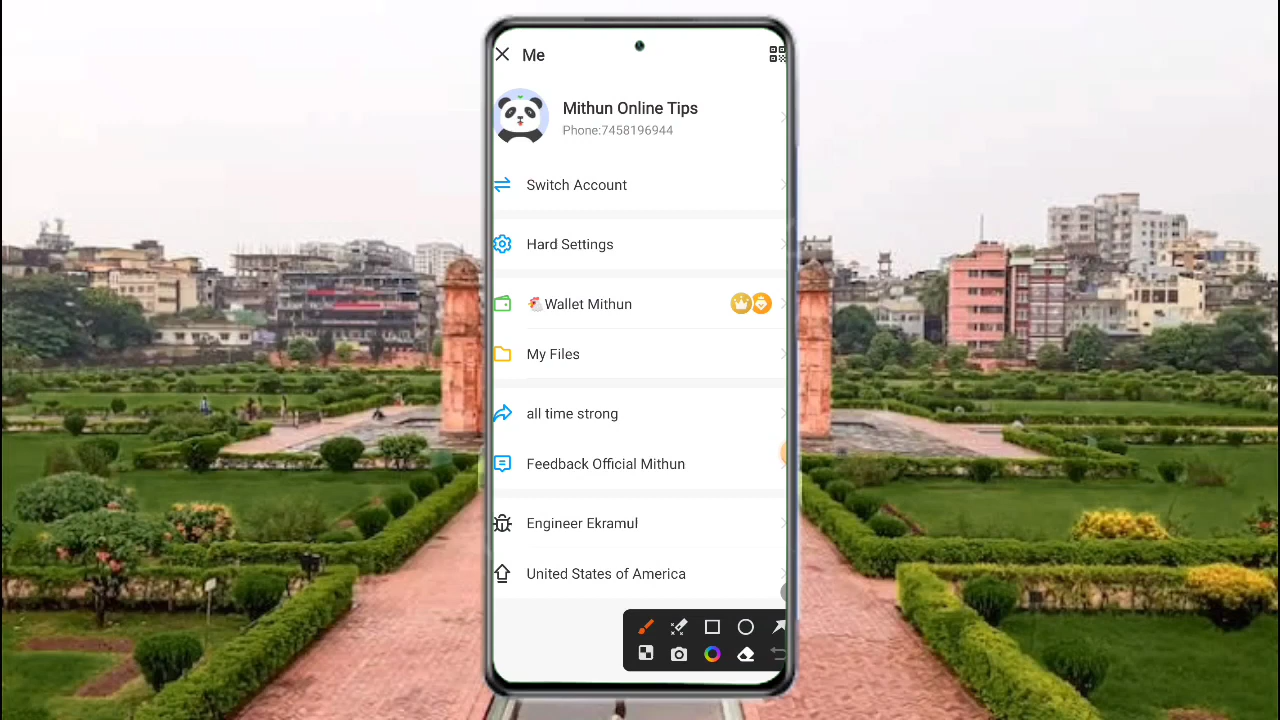 Me
Mithun Online Tips
Phone:7458196944
Switch Account
Hard Settings
Wallet Mithun
My Files
all time strong
Feedback Official Mithun
Engineer Ekramul
United States of America